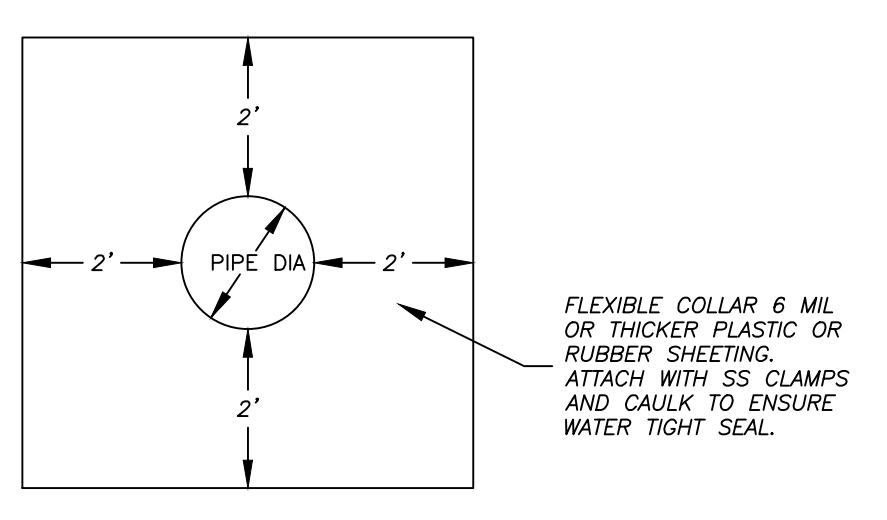 2'
2' PIPE DIA 2'
2'
FLEXIBLE COLLAR 6 MIL
OR THICKER PLASTIC OR
RUBBER SHEETING.
ATTACH WITH SS CLAMPS
AND CAULK TO ENSURE
WATER TIGHT SEAL.